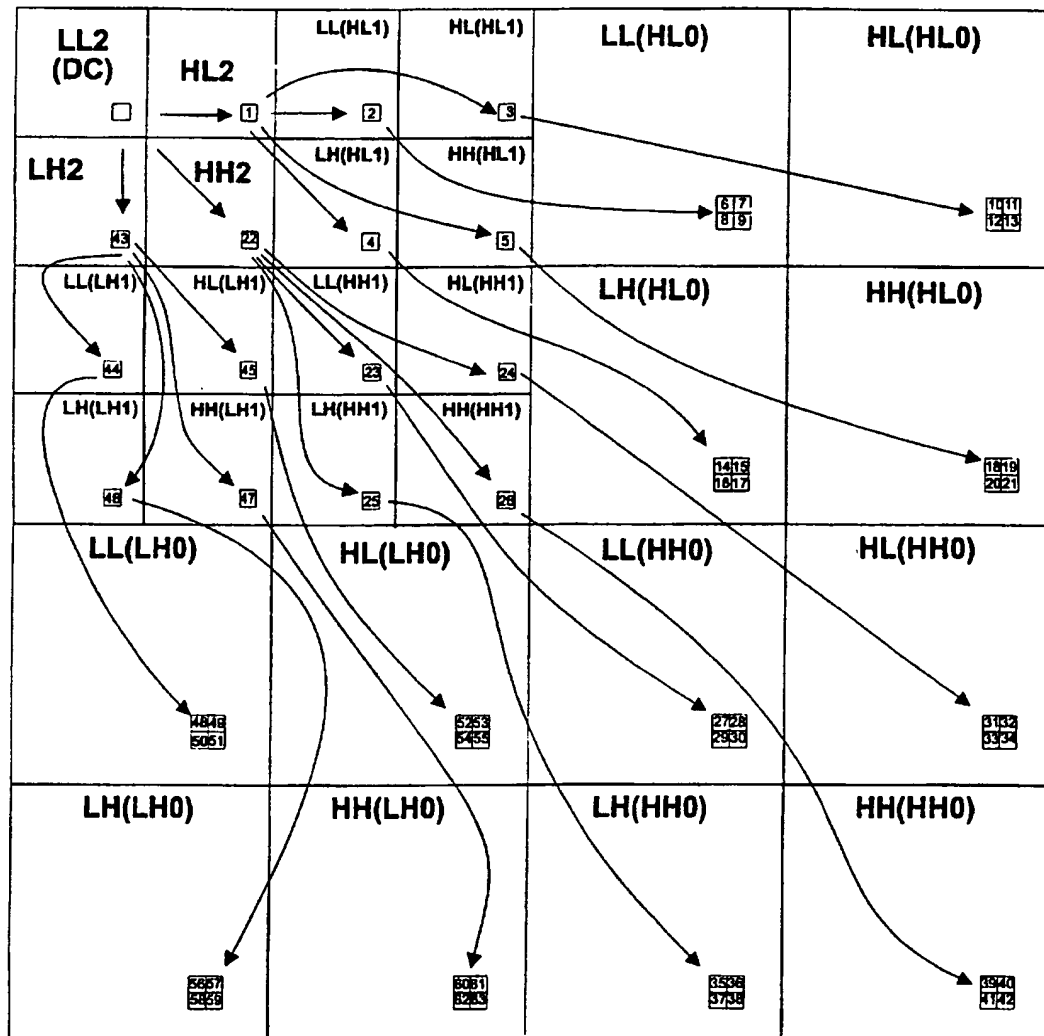 LL2
(DC)
HL2
LL(HL1)
HL(HL1)
LL(HL0)
HL(HL0)
1
2
3
LH2
HH2
LH(HL1)
HH(HL1)
6 7
8 9
10 11
12 13
43
22
4
5
LL(LH1)
HL(LH1)
LL(HH1)
HL(HH1)
LH(HL0)
HH(HL0)
44
45
23
24
LH(LH1)
HH(LH1)
LH(HH1)
HH(HH1)
14 15
16 17
18 19
20 21
46
47
25
26
LL(LH0)
HL(LH0)
LL(HH0)
HL(HH0)
48 49
50 51
52 53
54 55
27 28
29 30
31 32
33 34
LH(LH0)
HH(LH0)
LH(HH0)
HH(HH0)
56 57
58 59
60 61
62 63
35 36
37 38
39 40
41 42